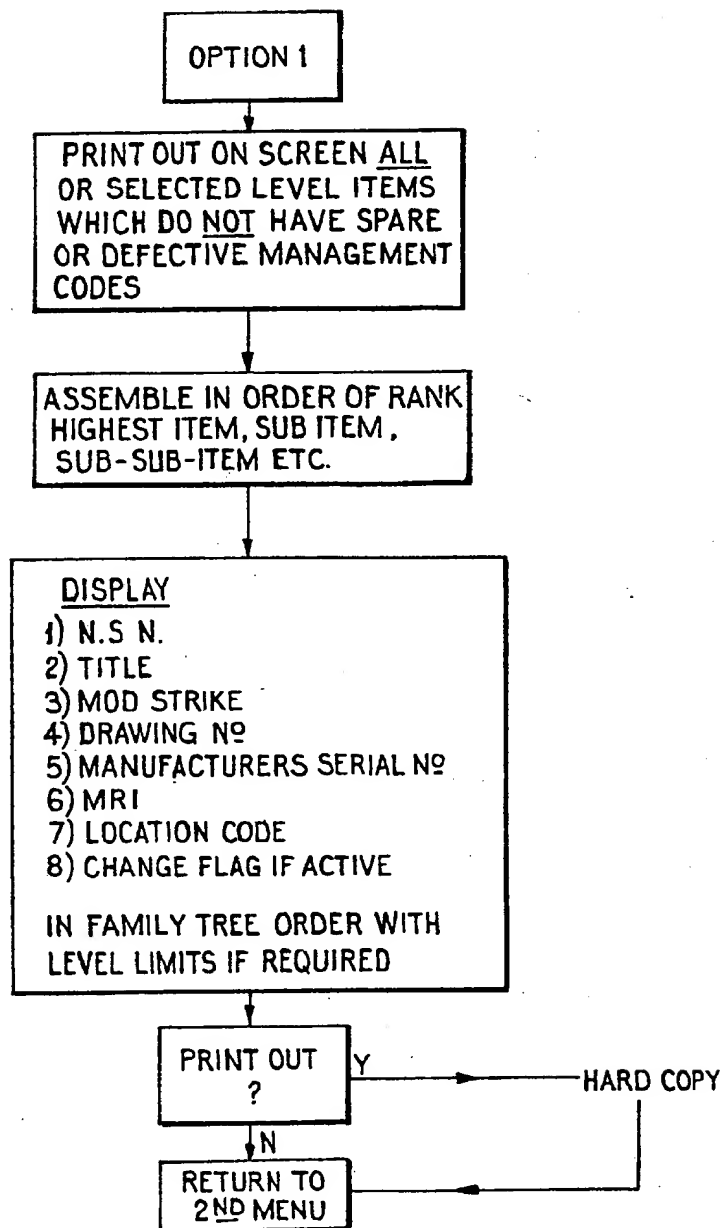 OPTION 1
PRINT OUT ON SCREEN ALL
OR SELECTED LEVEL ITEMS
WHICH DO NOT HAVE SPARE
OR DEFECTIVE MANAGEMENT
CODES
ASSEMBLE IN ORDER OF RANK
HIGHEST ITEM, SUB ITEM,
SUB-SUB-ITEM ETC.
DISPLAY
1) N.S N.
2) TITLE
3) MOD STRIKE
4) DRAWING Nº
5) MANUFACTURERS SERIAL Nº
6) MRI
7) LOCATION CODE
8) CHANGE FLAG IF ACTIVE
IN FAMILY TREE ORDER WITH
LEVEL LIMITS IF REQUIRED
PRINT OUT
?
Y
HARD COPY
N
RETURN TO
2ND MENU